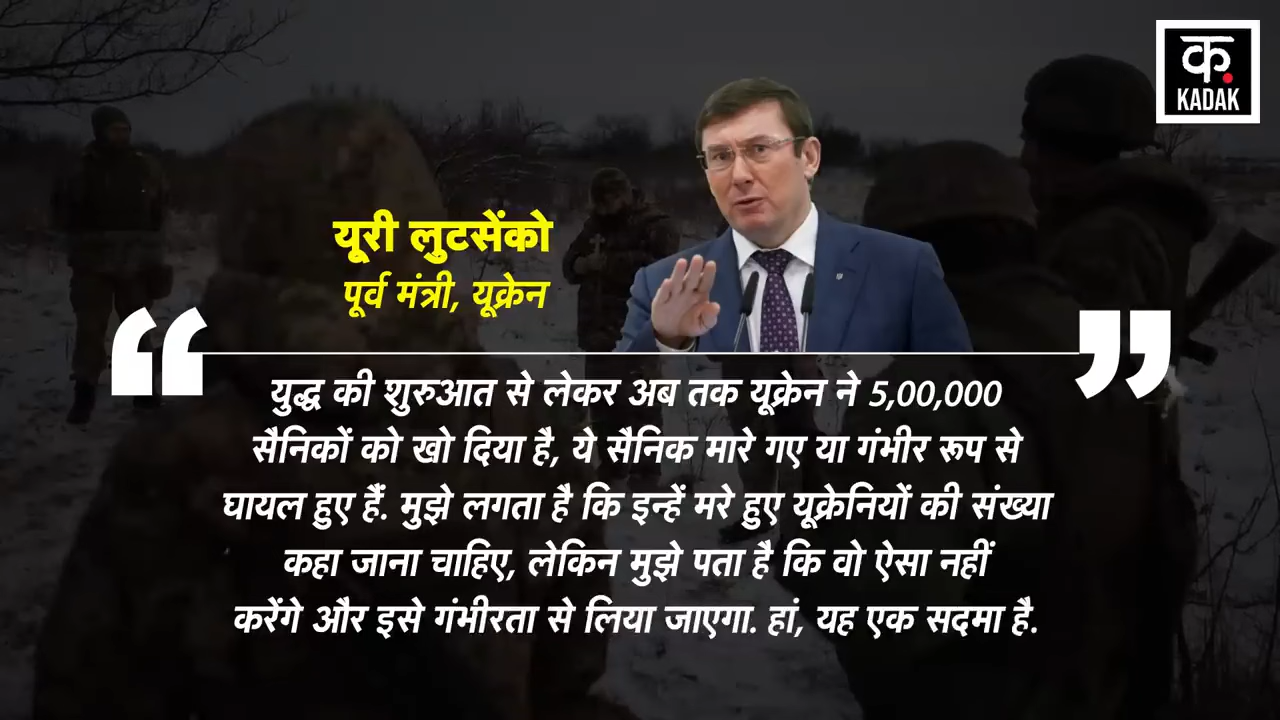 क.
KADAK
यूरी लुटसेंको
पूर्व मंत्री, यूक्रेन
“ ”
युद्ध की शुरुआत से लेकर अब तक यूक्रेन ने 5,00,000
सैनिकों को खो दिया है, ये सैनिक मारे गए या गंभीर रूप से
घायल हुए हैं. मुझे लगता है कि इन्हें मरे हुए यूक्रेनियों की संख्या
कहा जाना चाहिए, लेकिन मुझे पता है कि वो ऐसा नहीं
करेंगे और इसे गंभीरता से लिया जाएगा. हां, यह एक सदमा है.